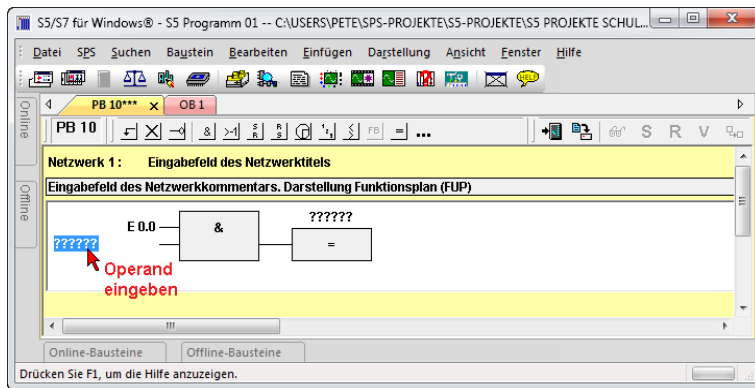 S5/S7 für Windows® - S5 Programm 01 -- C:\USERS\PETE\SPS-PROJEKTE\S5-PROJEKTE\S5 PROJEKTE SCHUL...
Datei SPS Suchen Baustein Bearbeiten Einfügen Darstellung Ansicht Fenster Hilfe
HELP
Online
PB 10*** x OB 1
PB 10 & >=1 S R R S FB = ... S R V
Netzwerk 1 : Eingabefeld des Netzwerktitels
Offline
Eingabefeld des Netzwerkkommentars. Darstellung Funktionsplan (FUP)
E 0.0 & ??????
?????? =
Operand
eingeben
Online-Bausteine Offline-Bausteine
Drücken Sie F1, um die Hilfe anzuzeigen.